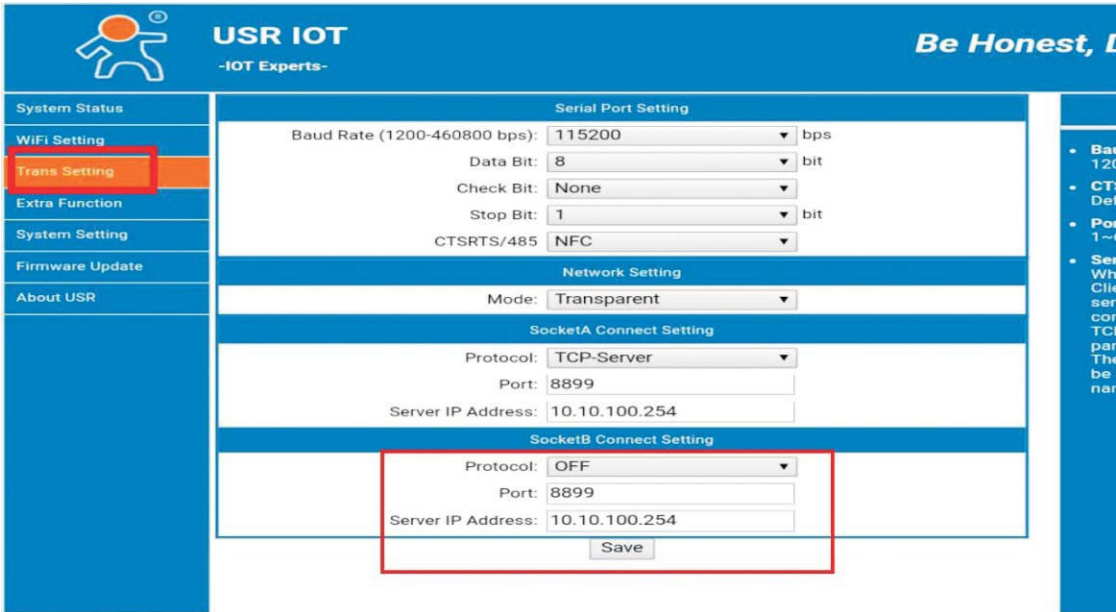 ®
USR IOT
-IOT Experts-
Be Honest,
System Status
WiFi Setting
Trans Setting
Extra Function
System Setting
Firmware Update
About USR
Serial Port Setting
Baud Rate (1200-460800 bps): 115200 bps
Data Bit: 8 bit
Check Bit: None
Stop Bit: 1 bit
CTSRTS/485 NFC
Network Setting
Mode: Transparent
SocketA Connect Setting
Protocol: TCP-Server
Port: 8899
Server IP Address: 10.10.100.254
SocketB Connect Setting
Protocol: OFF
Port: 8899
Server IP Address: 10.10.100.254
Save